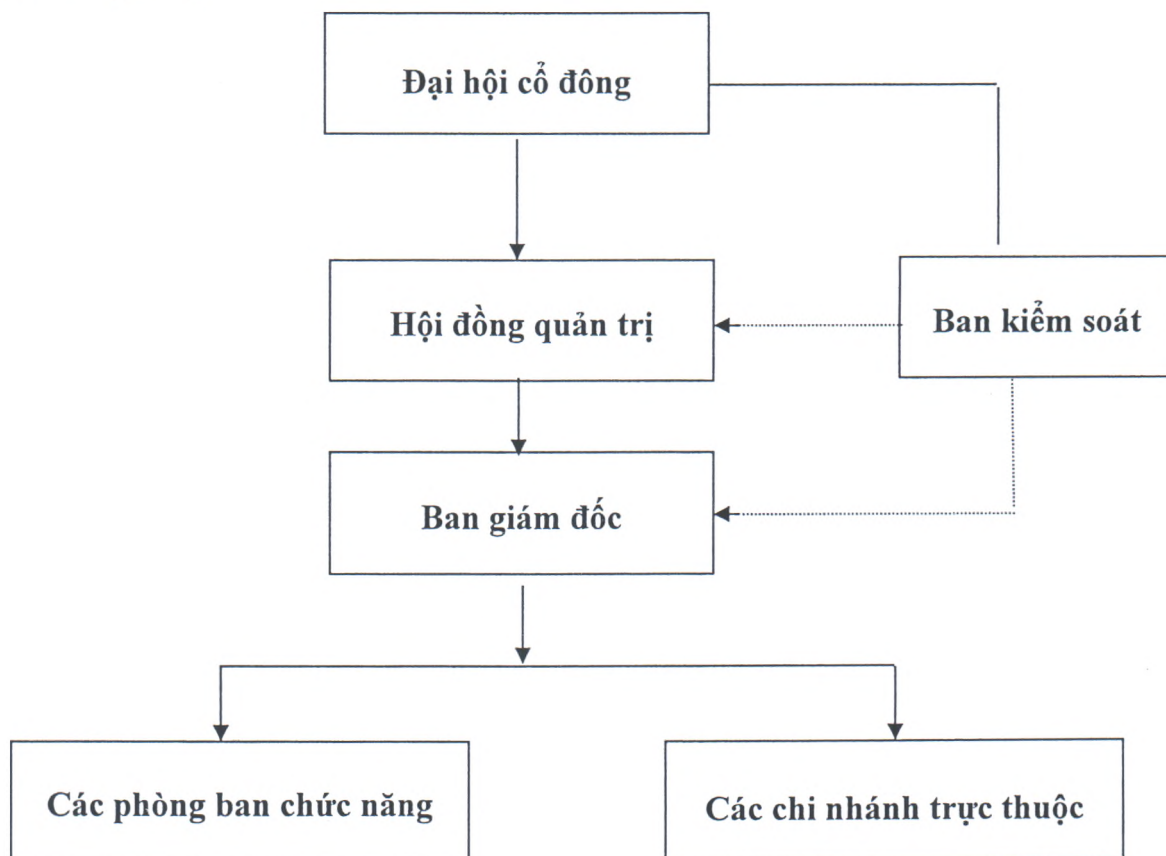 Đại hội cổ đông
Hội đồng quản trị
Ban kiểm soát
Ban giám đốc
Các phòng ban chức năng
Các chi nhánh trực thuộc